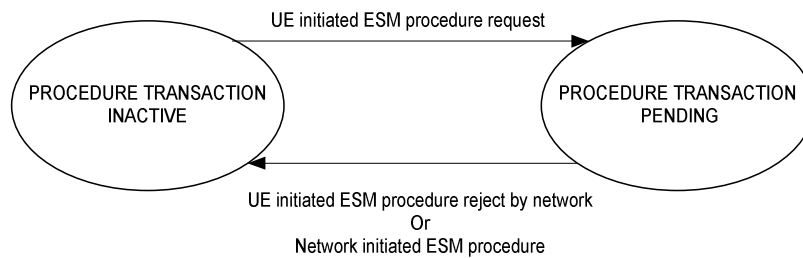 UE initiated ESM procedure request
PROCEDURE TRANSACTION
INACTIVE
PROCEDURE TRANSACTION
PENDING
UE initiated ESM procedure reject by network
Or
Network initiated ESM procedure